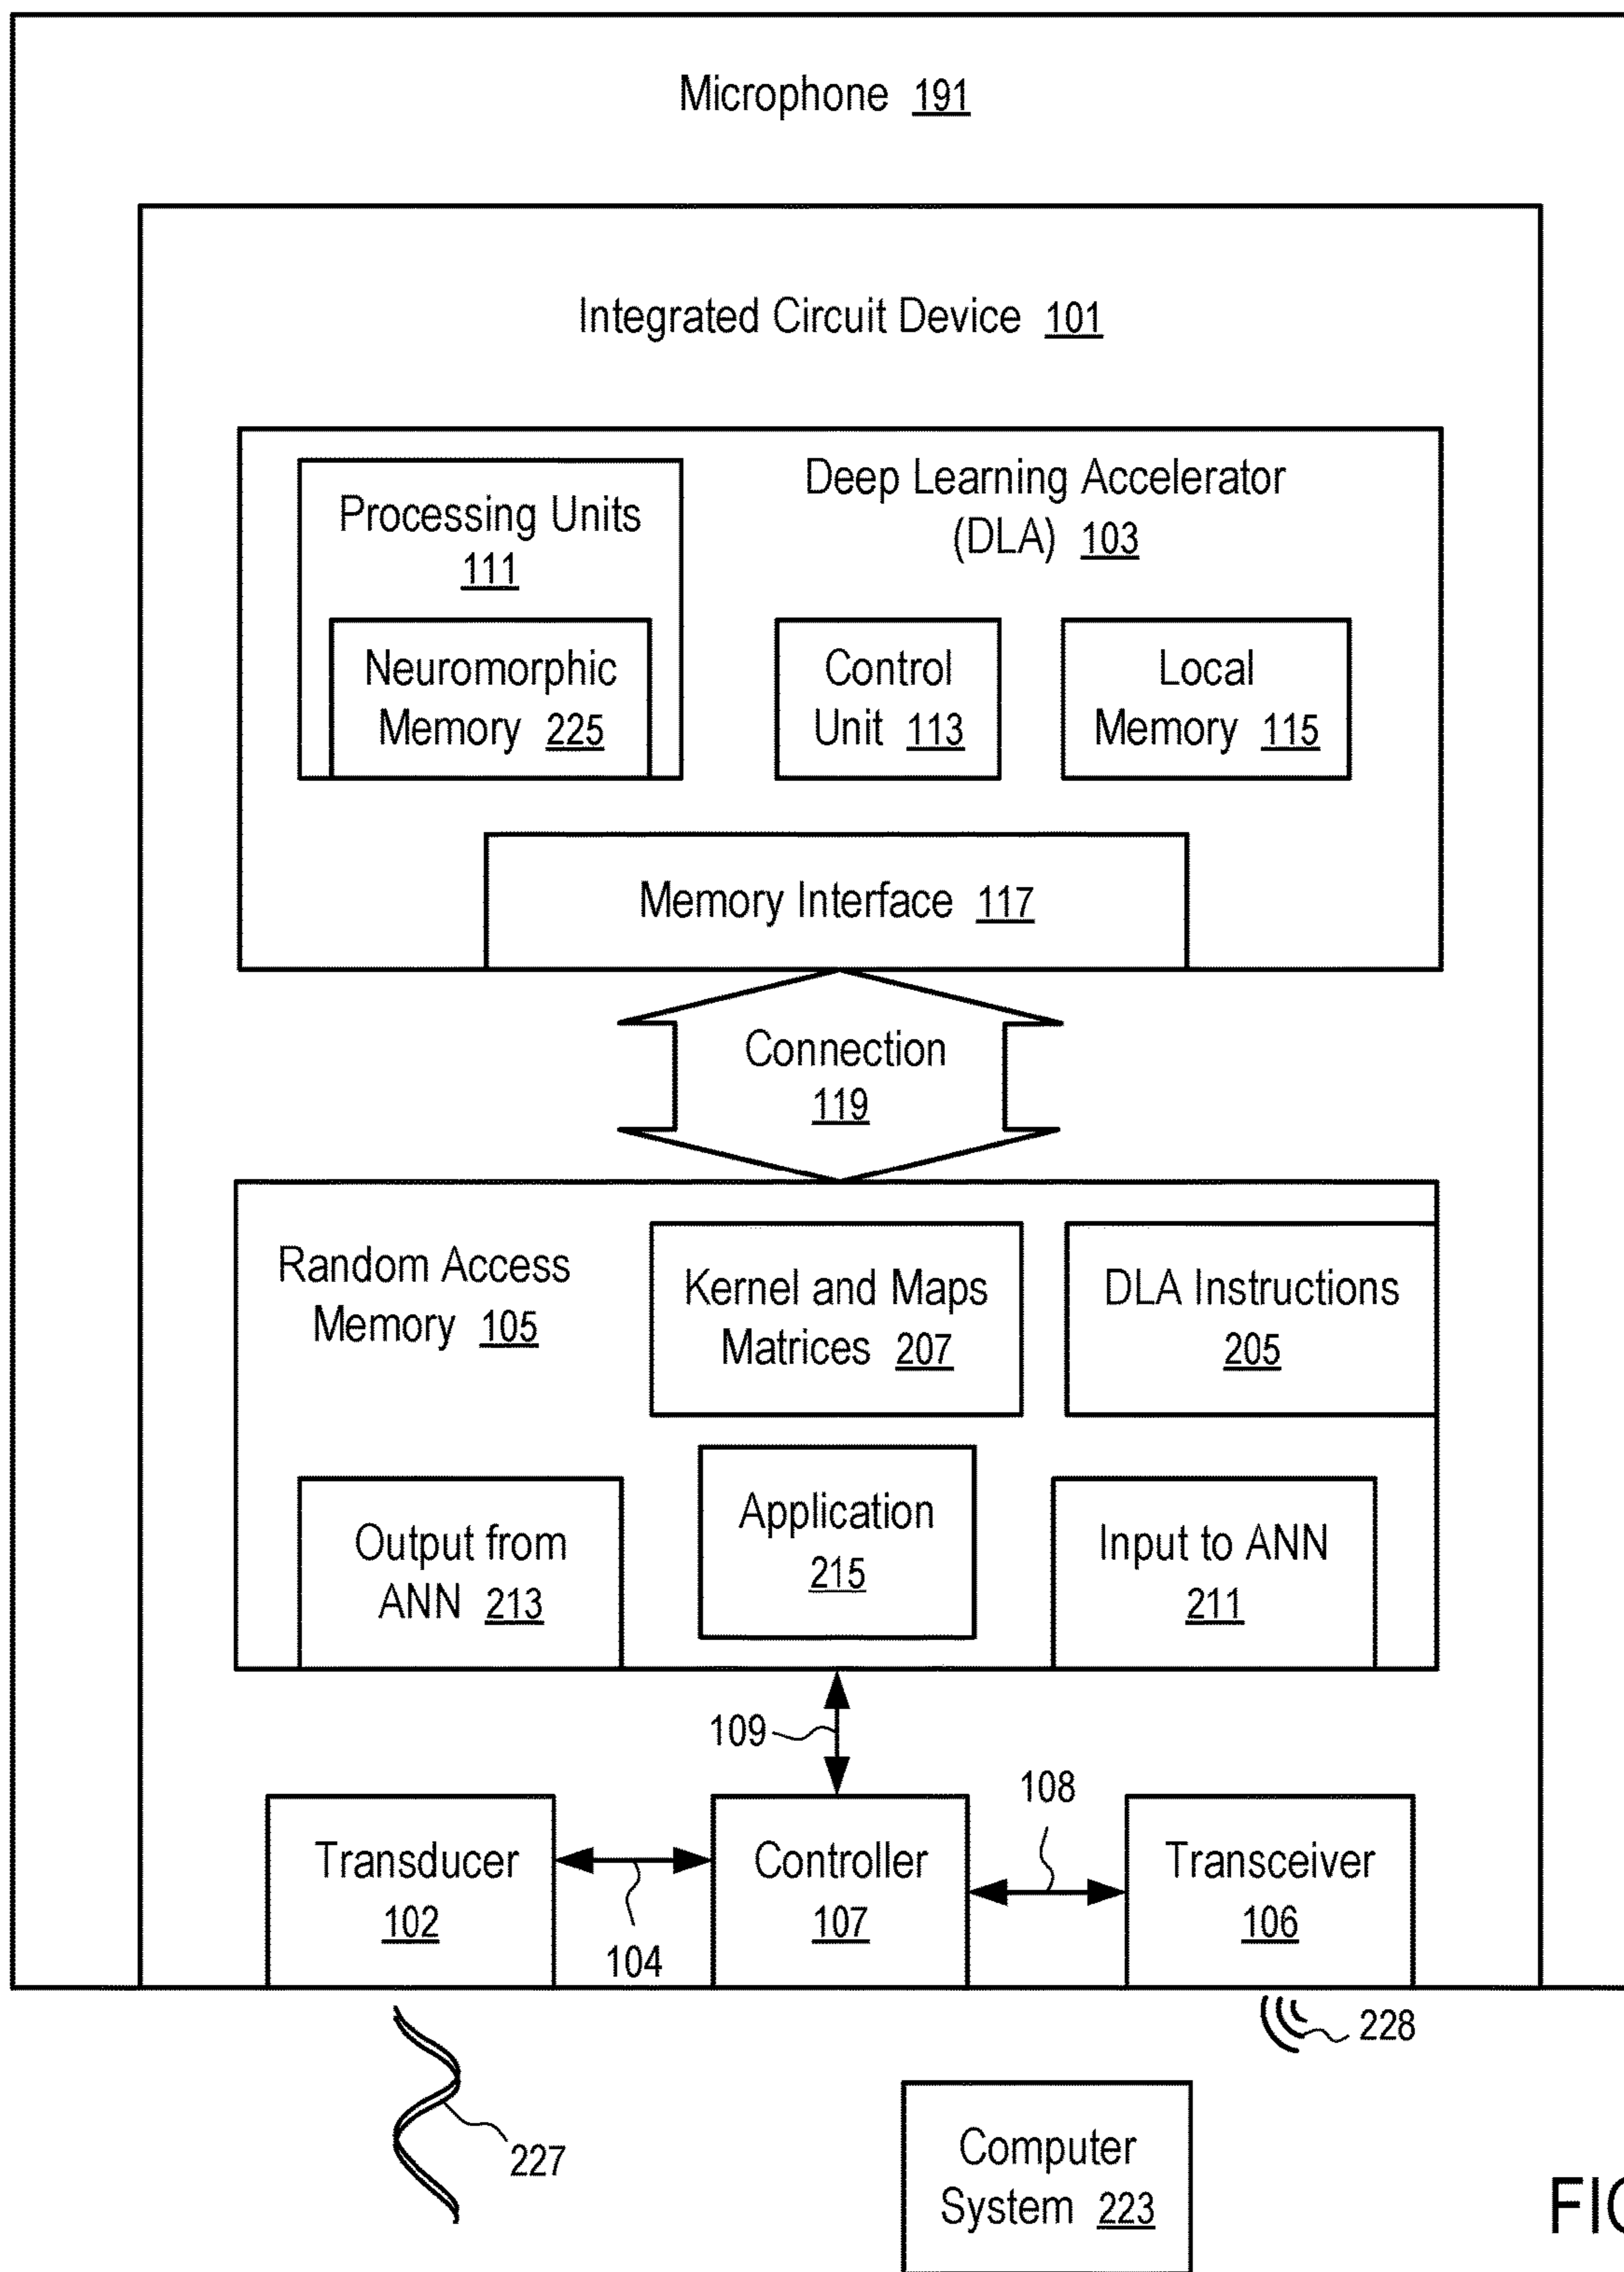 Microphone 191
Integrated Circuit Device 101
Processing Units
111
Deep Learning Accelerator
(DLA) 103
Neuromorphic
Memory 225
Control
Unit 113
Local
Memory 115
Memory Interface 117
Connection
119
Random Access
Memory 105
Kernel and Maps
Matrices 207
DLA Instructions
205
Output from
ANN 213
Application
215
Input to ANN
211
109
108
Transducer
102
104
Controller
107
Transceiver
106
228
227
Computer
System 223